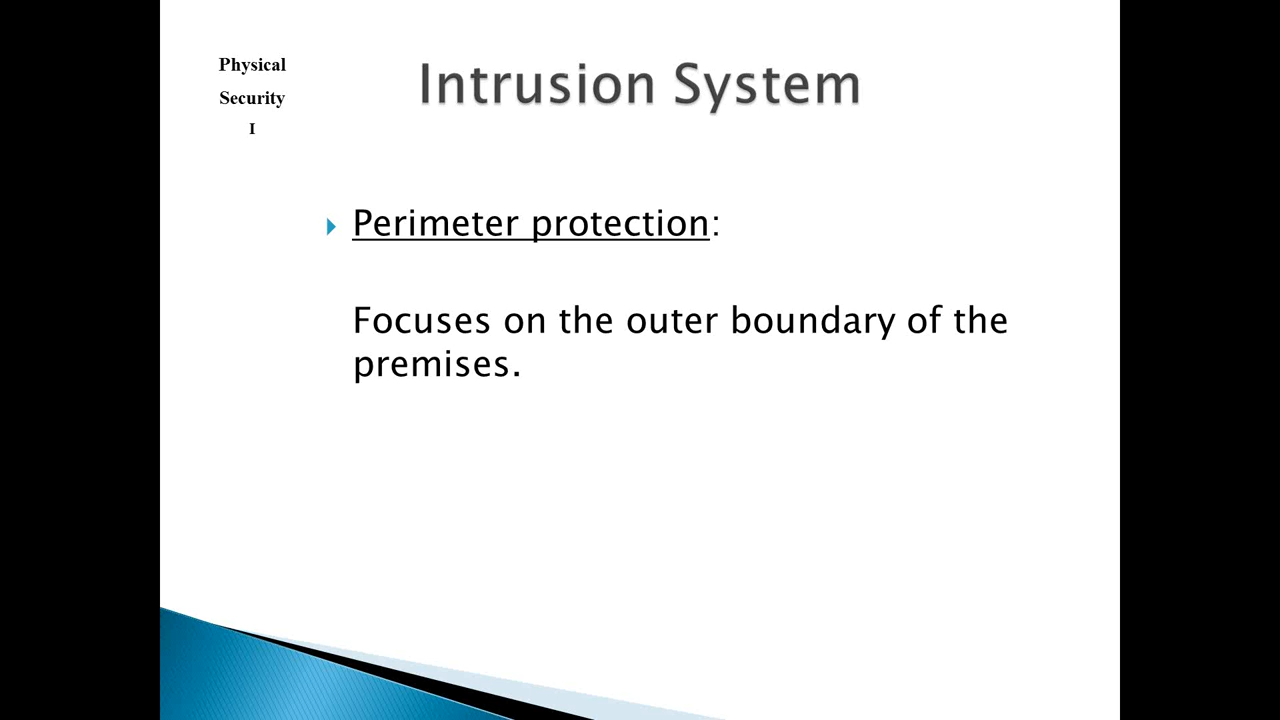 Physical
Security
I
Intrusion System
Perimeter protection:
Focuses on the outer boundary of the
premises.